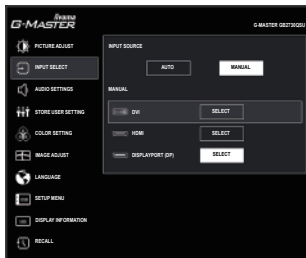 iiyama
G-MASTER
G-MASTER GB2730QSU
PICTURE ADJUST
INPUT SELECT
AUDIO SETTINGS
STORE USER SETTING
COLOR SETTING
IMAGE ADJUST
LANGUAGE
SETUP MENU
DISPLAY INFORMATION
RECALL
INPUT SOURCE
AUTO
MANUAL
MANUAL
DVI
SELECT
HDMI
SELECT
DISPLAYPORT (DP)
SELECT